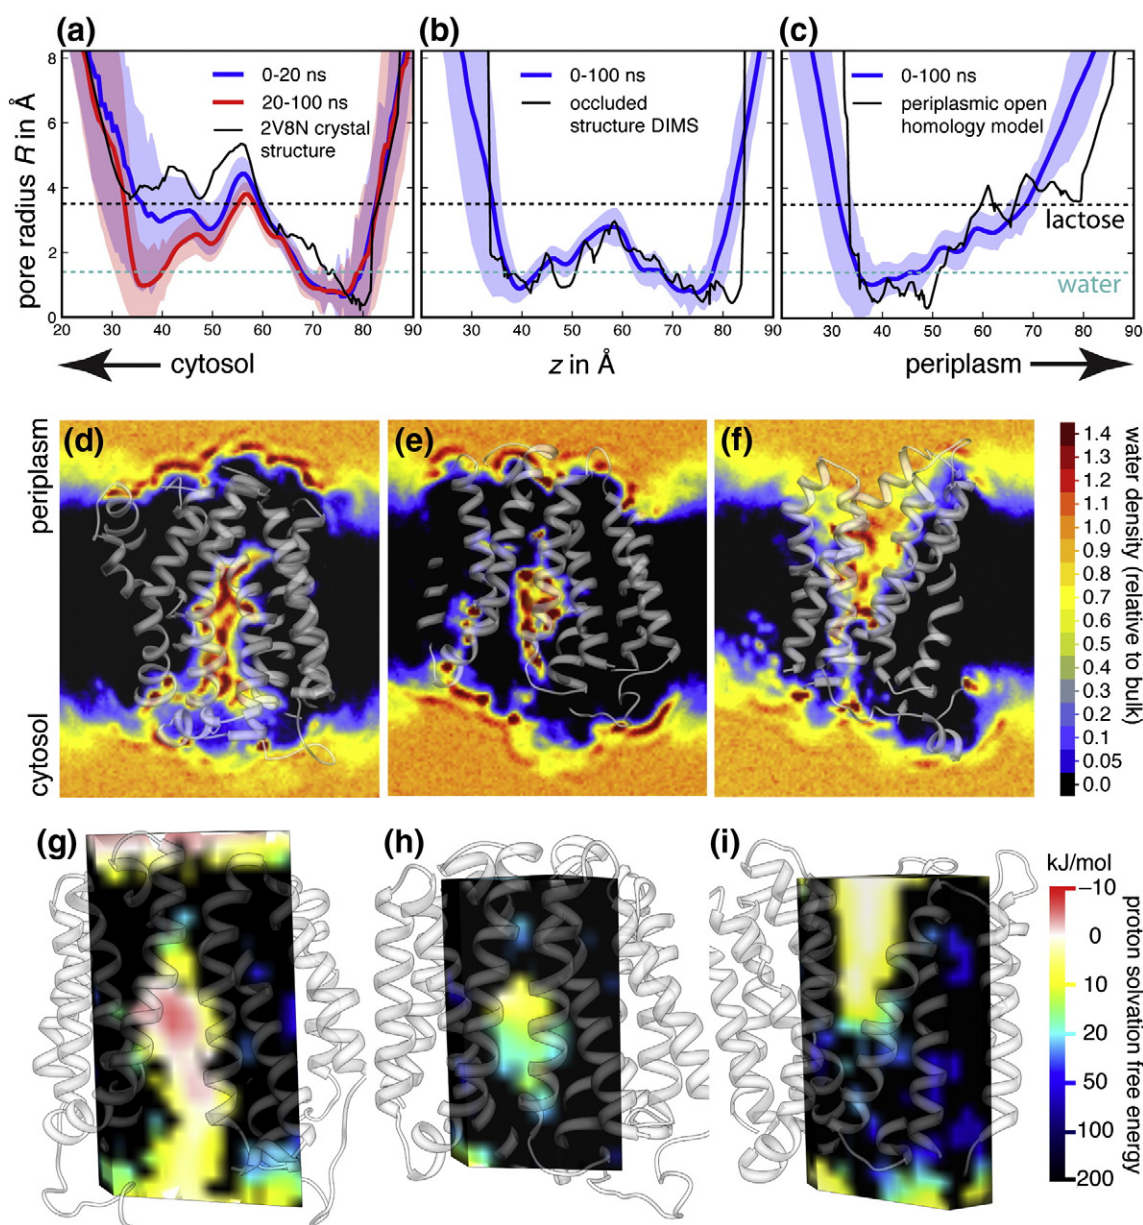 (a)
(b)
(c)
8
6
4
2
0
pore radius R in Å
0-20 ns
20-100 ns
2V8N crystal
structure
0-100 ns
occluded
structure DIMS
0-100 ns
periplasmic open
homology model
lactose
water
20 30 40 50 60 70 80 90
30 40 50 60 70 80 90
30 40 50 60 70 80 90
cytosol
z in Å
periplasm
(d)
(e)
(f)
periplasm
cytosol
1.4
1.3
1.2
1.1
1.0
0.9
0.8
0.7
0.6
0.5
0.4
0.3
0.2
0.1
0.05
0.0
water density (relative to bulk)
(g)
(h)
(i)
kJ/mol
−10
0
10
20
50
100
200
proton solvation free energy